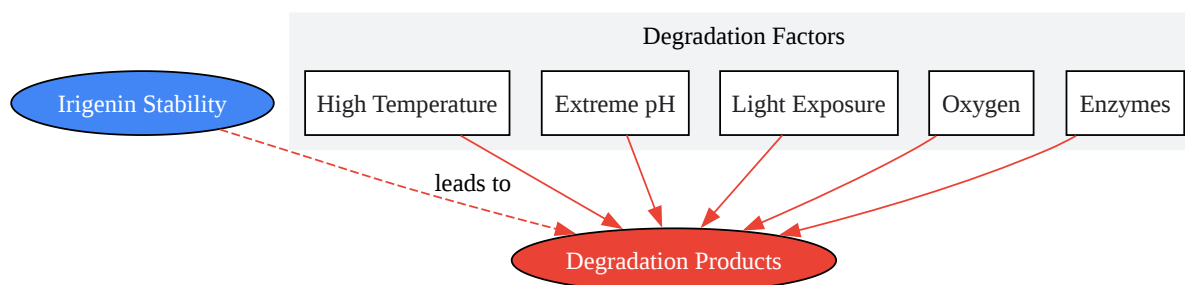 Degradation Factors
Irigenin Stability
High Temperature
Extreme pH
Light Exposure
Oxygen
Enzymes
leads to
Degradation Products